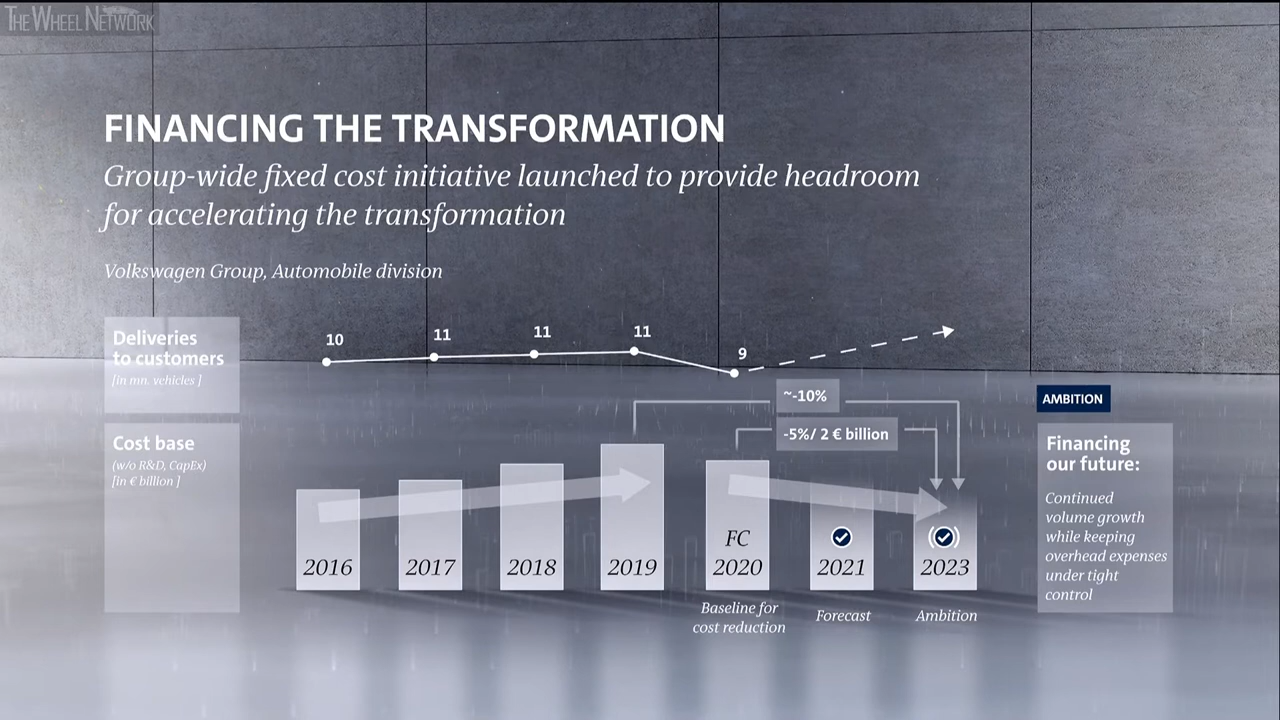 THE WHEEL NETWORK
FINANCING THE TRANSFORMATION
Group-wide fixed cost initiative launched to provide headroom
for accelerating the transformation
Volkswagen Group, Automobile division
Deliveries
to customers
[in mn. vehicles ]
10
11
11
11
9
Cost base
(w/o R&D, CapEx)
[in € billion ]
~-10%
-5%/ 2 € billion
2016
2017
2018
2019
FC
2020
2021
2023
Baseline for
cost reduction
Forecast
Ambition
AMBITION
Financing
our future:
Continued
volume growth
while keeping
overhead expenses
under tight
control